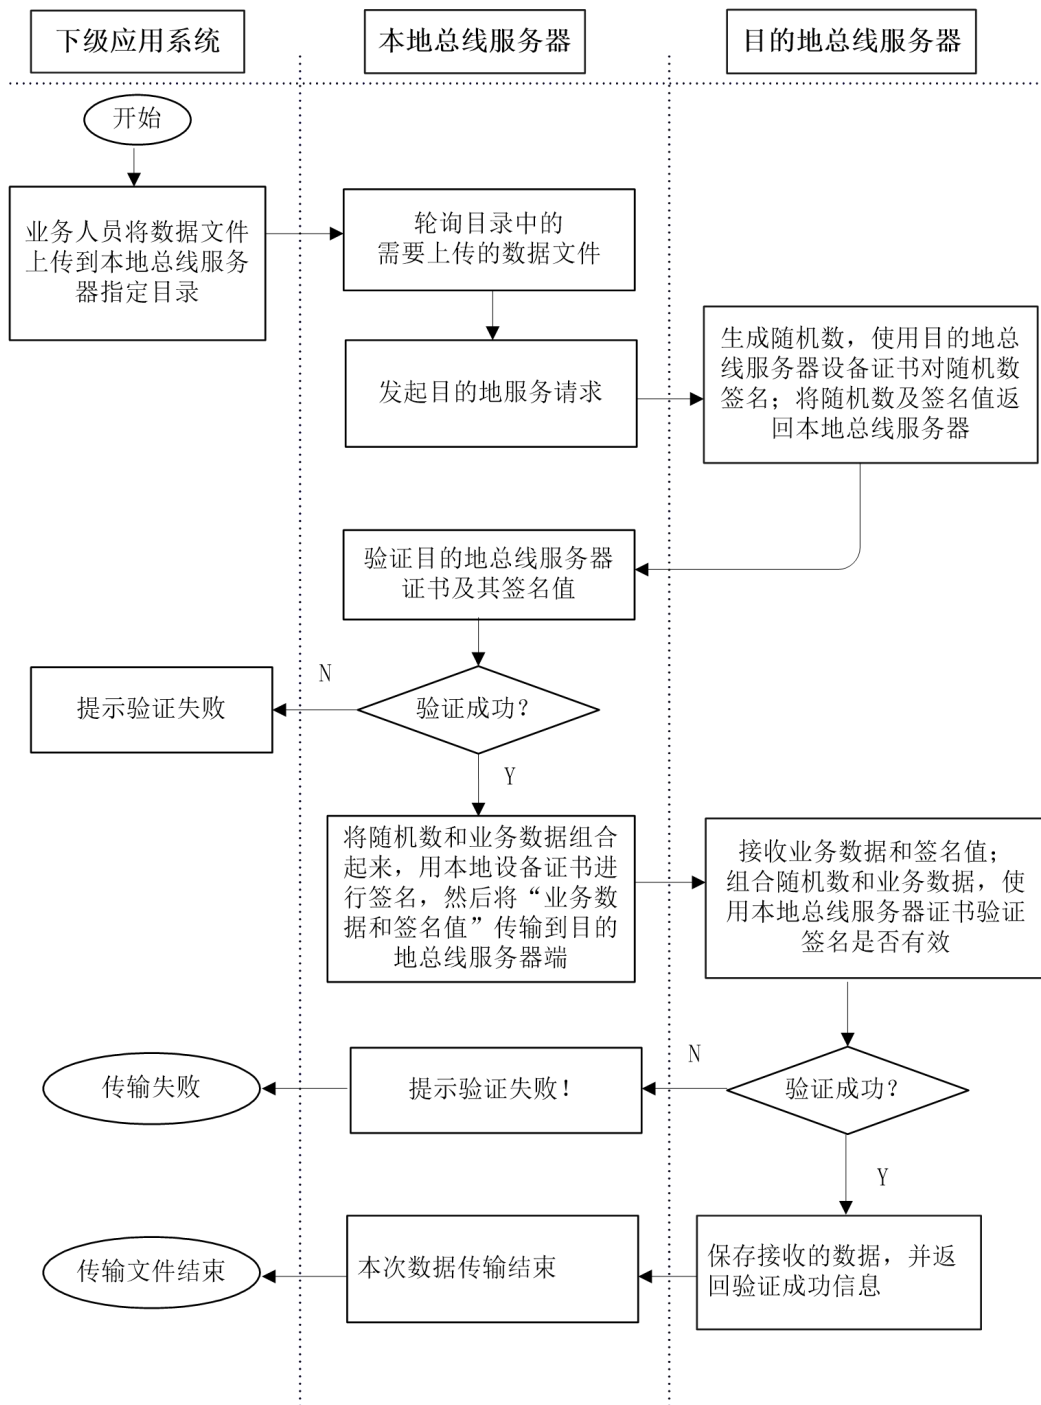 下级应用系统
本地总线服务器
目的地总线服务器
开始
业务人员将数据文件
上传到本地总线服务
器指定目录
轮询目录中的
需要上传的数据文件
发起目的地服务请求
生成随机数，使用目的地总
线服务器设备证书对随机数
签名；将随机数及签名值返
回本地总线服务器
验证目的地总线服务器
证书及其签名值
验证成功？
N
提示验证失败
Y
将随机数和业务数据组合
起来，用本地设备证书进
行签名，然后将“业务数
据和签名值”传输到目的
地总线服务器端
接收业务数据和签名值；
组合随机数和业务数据，使
用本地总线服务器证书验证
签名是否有效
验证成功？
N
提示验证失败！
传输失败
Y
保存接收的数据，并返
回验证成功信息
本次数据传输结束
传输文件结束